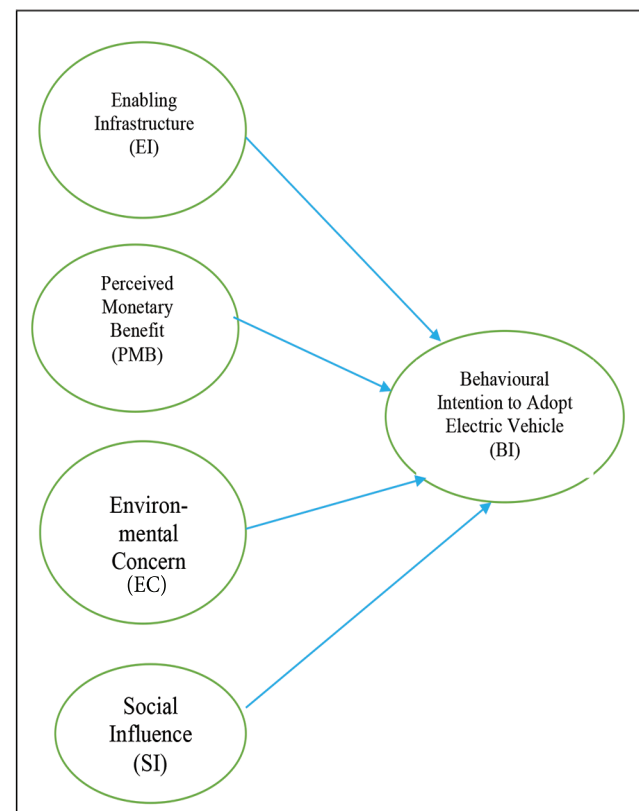 Enabling
Infrastructure
(EI)
Perceived
Monetary
Benefit
(PMB)
Behavioural
Intention to Adopt
Electric Vehicle
(BI)
Environ-
mental
Concern
(EC)
Social
Influence
(SI)